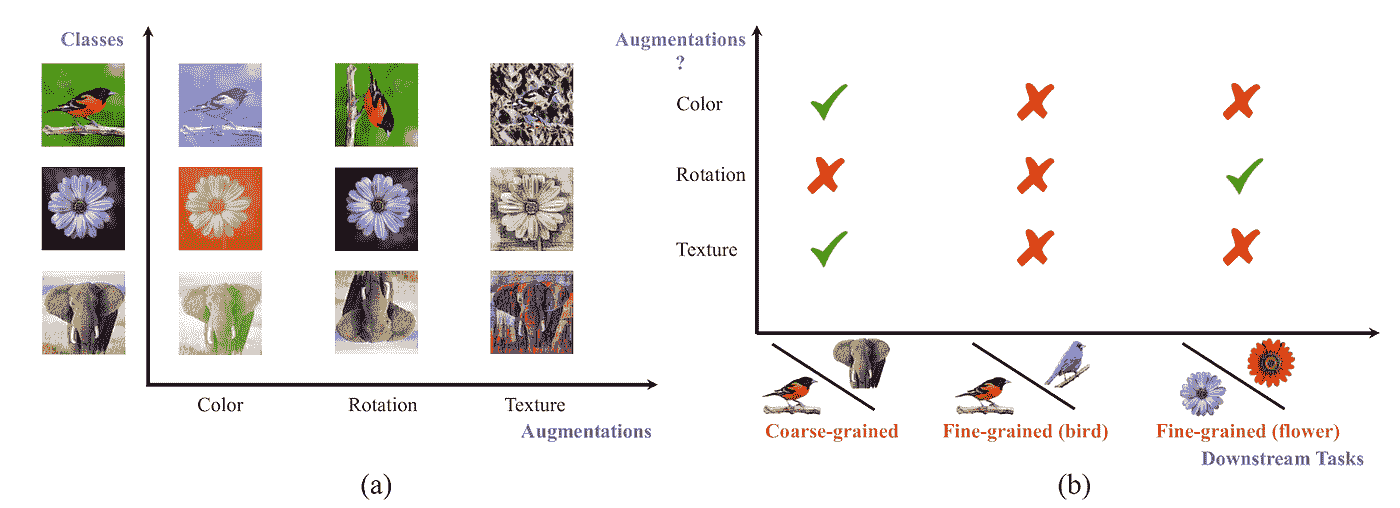 Classes
Color
Rotation
Texture
Augmentations
(a)
Augmentations
?
Color
Rotation
Texture
Coarse-grained
Fine-grained (bird)
Fine-grained (flower)
Downstream Tasks
(b)